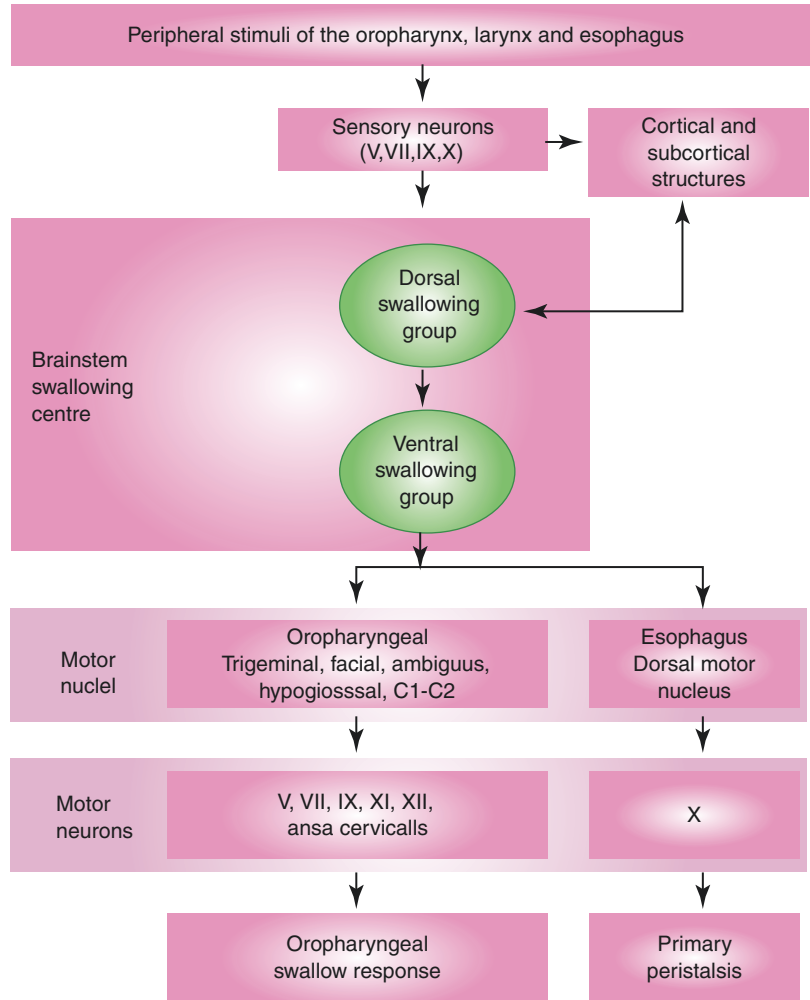 Peripheral stimuli of the oropharynx, larynx and esophagus
Sensory neurons
(V,VII,IX,X)
Cortical and
subcortical
structures
Dorsal
swallowing
group
Brainstem
swallowing
centre
Ventral
swallowing
group
Motor
nuclel
Oropharyngeal
Trigeminal, facial, ambiguus,
hypogiosssal, C1-C2
Esophagus
Dorsal motor
nucleus
Motor
neurons
V, VII, IX, XI, XII,
ansa cervicalls
X
Oropharyngeal
swallow response
Primary
peristalsis